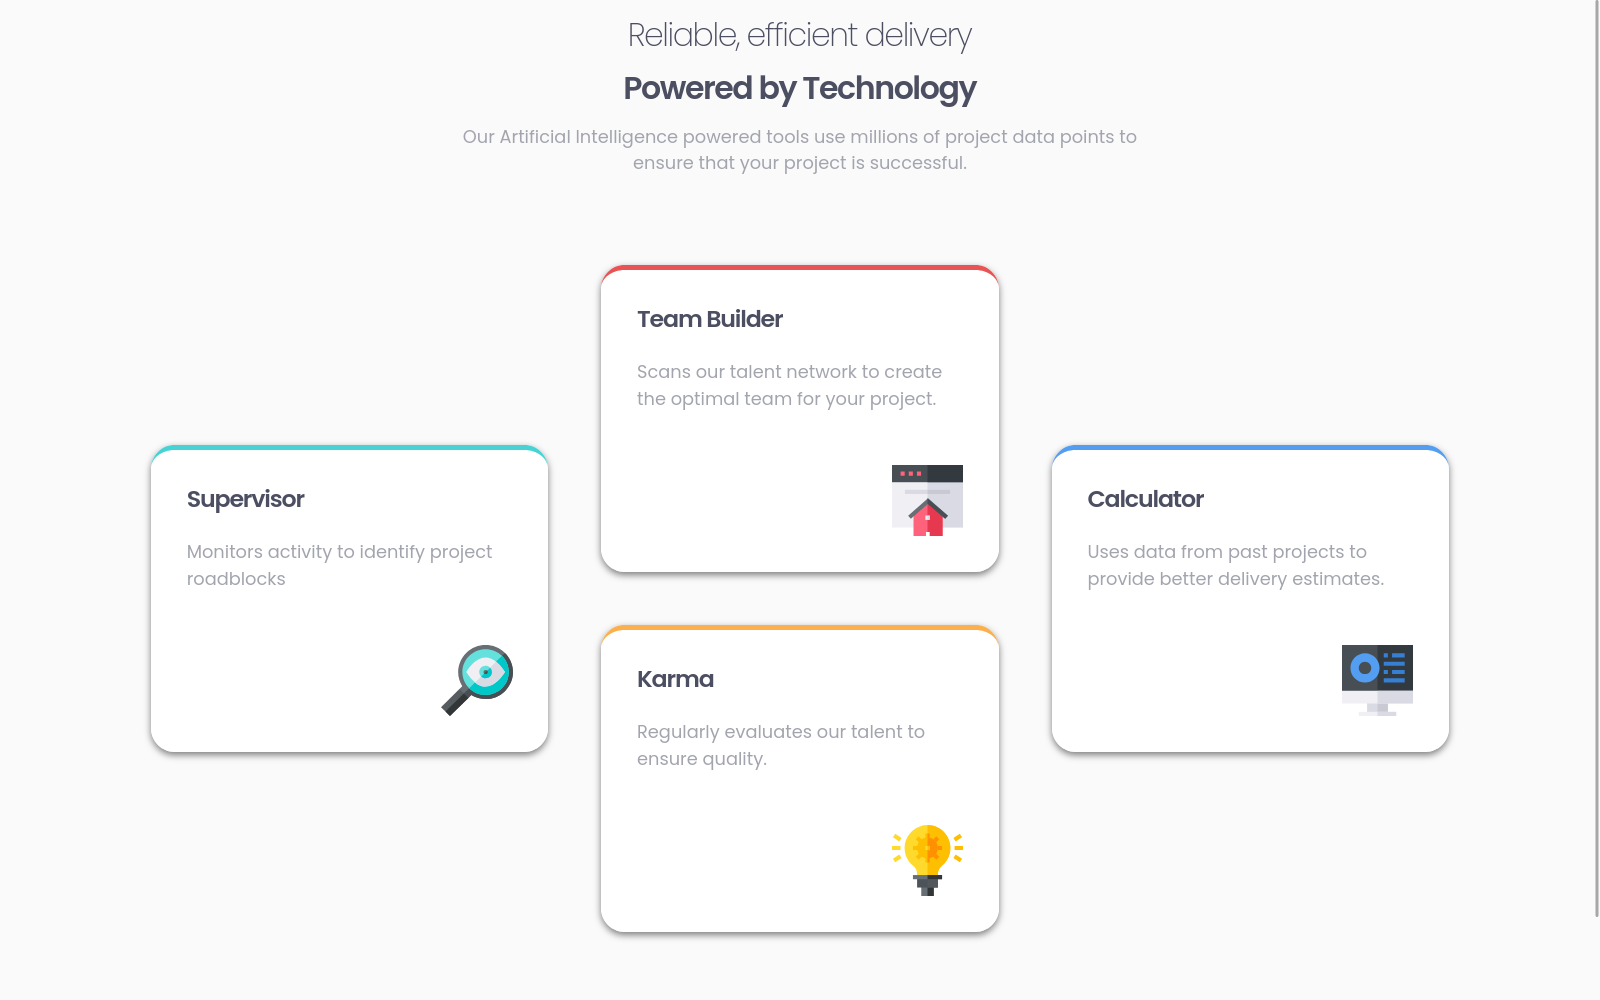 Reliable, efficient delivery
Powered by Technology
Our Artificial Intelligence powered tools use millions of project data points to
ensure that your project is successful.
Team Builder
Scans our talent network to create
the optimal team for your project.
Supervisor
Monitors activity to identify project
roadblocks
Calculator
Uses data from past projects to
provide better delivery estimates.
Karma
Regularly evaluates our talent to
ensure quality.